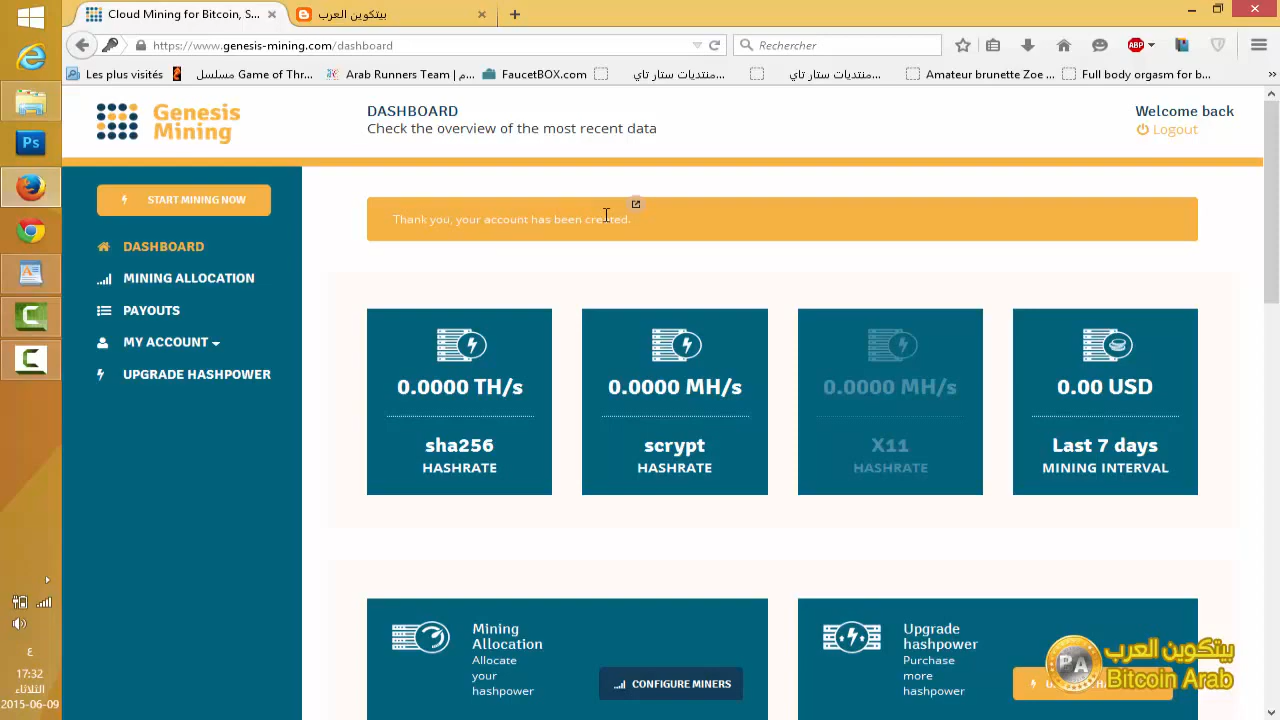 Cloud Mining for Bitcoin, S...
بيتكوين العرب
https://www.genesis-mining.com/dashboard
Rechercher
ABP
Les plus visités
مسلسل Game of Thr...
Arab Runners Team | م...
FaucetBOX.com
منتديات ستار تاي...
منتديات ستار تاي...
Amateur brunette Zoe ...
Full body orgasm for b...
Genesis
Mining
DASHBOARD
Check the overview of the most recent data
Welcome back
Logout
START MINING NOW
DASHBOARD
MINING ALLOCATION
PAYOUTS
MY ACCOUNT
UPGRADE HASHPOWER
Thank you, your account has been created.
0.0000 TH/s
sha256
HASHRATE
0.0000 MH/s
scrypt
HASHRATE
0.0000 MH/s
X11
HASHRATE
0.00 USD
Last 7 days
MINING INTERVAL
Mining
Allocation
Allocate
your
hashpower
CONFIGURE MINERS
Upgrade
hashpower
Purchase
more
hashpower
بيتكوين العرب
Bitcoin Arab
Ps
ع
17:32
الثلاثاء
2015-06-09